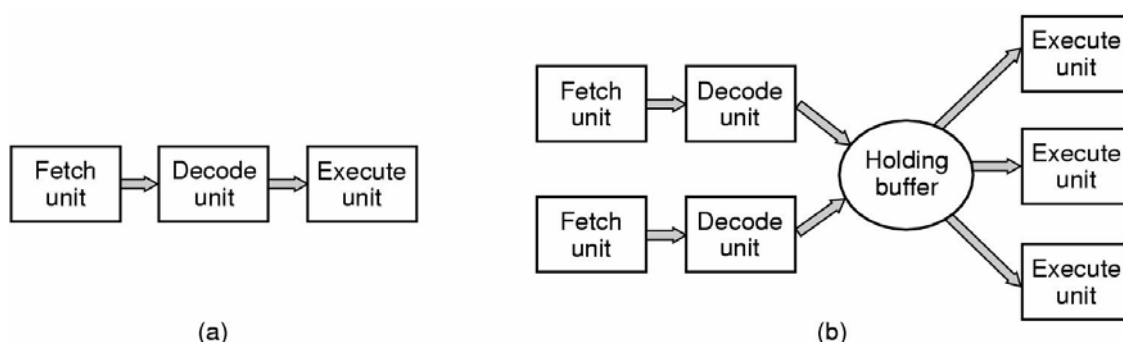 Fetch
unit
Decode
unit
Execute
unit
(a)
Fetch
unit
Decode
unit
Fetch
unit
Decode
unit
Holding
buffer
Execute
unit
Execute
unit
Execute
unit
(b)